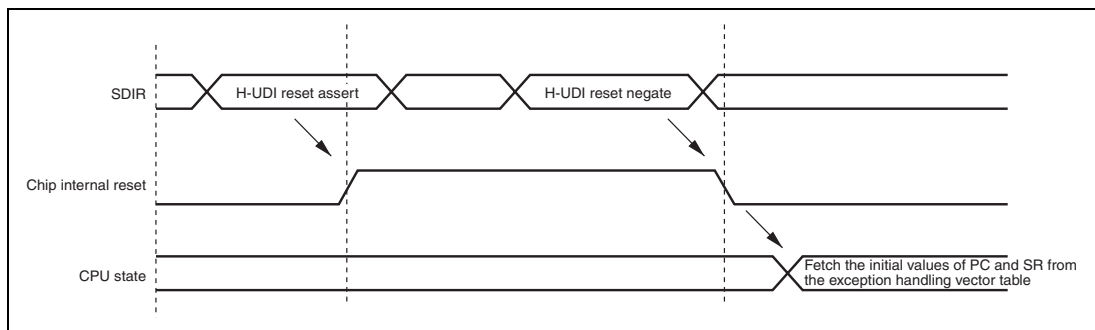 SDIR
H-UDI reset assert
H-UDI reset negate
Chip internal reset
CPU state
Fetch the initial values of PC and SR from
the exception handling vector table